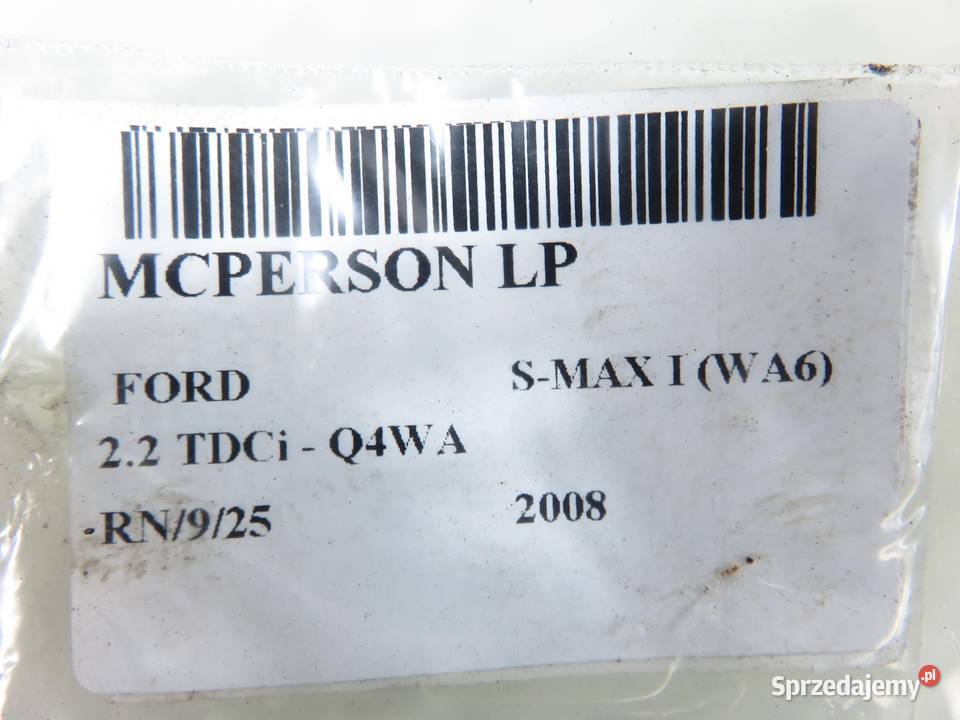 MCPERSON LP
FORD S-MAX I (WA6)
2.2 TDCi - Q4WA
-RN/9/25 2008
Sprzedajemy.pl